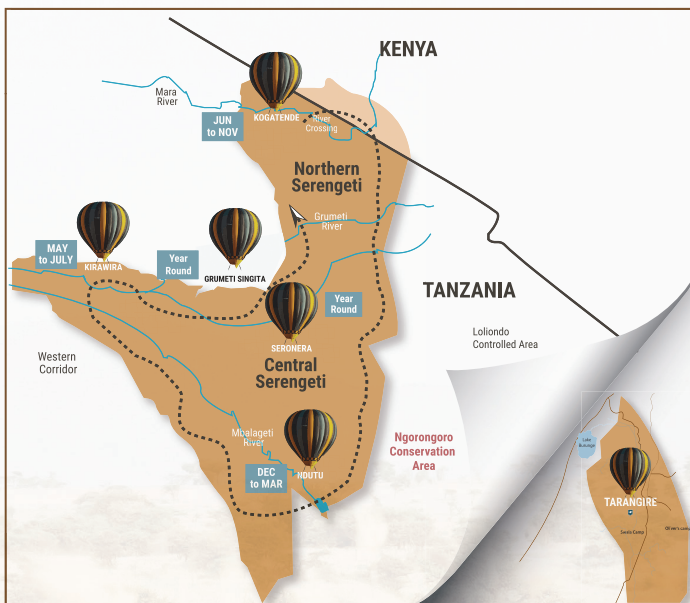 KENYA
Mara
River
JUN
to NOV
KOGATENDE
River
Crossing
Northern
Serengeti
Grumeti
River
MAY
to JULY
KIRAWIRA
Year
Round
GRUMETI SINGITA
Year
Round
TANZANIA
SERONERA
Loliondo
Controlled Area
Western
Corridor
Central
Serengeti
Mbalageti
River
Ngorongoro
Conservation
Area
DEC
to MAR
NDUTU
Lake
Burunge
TARANGIRE